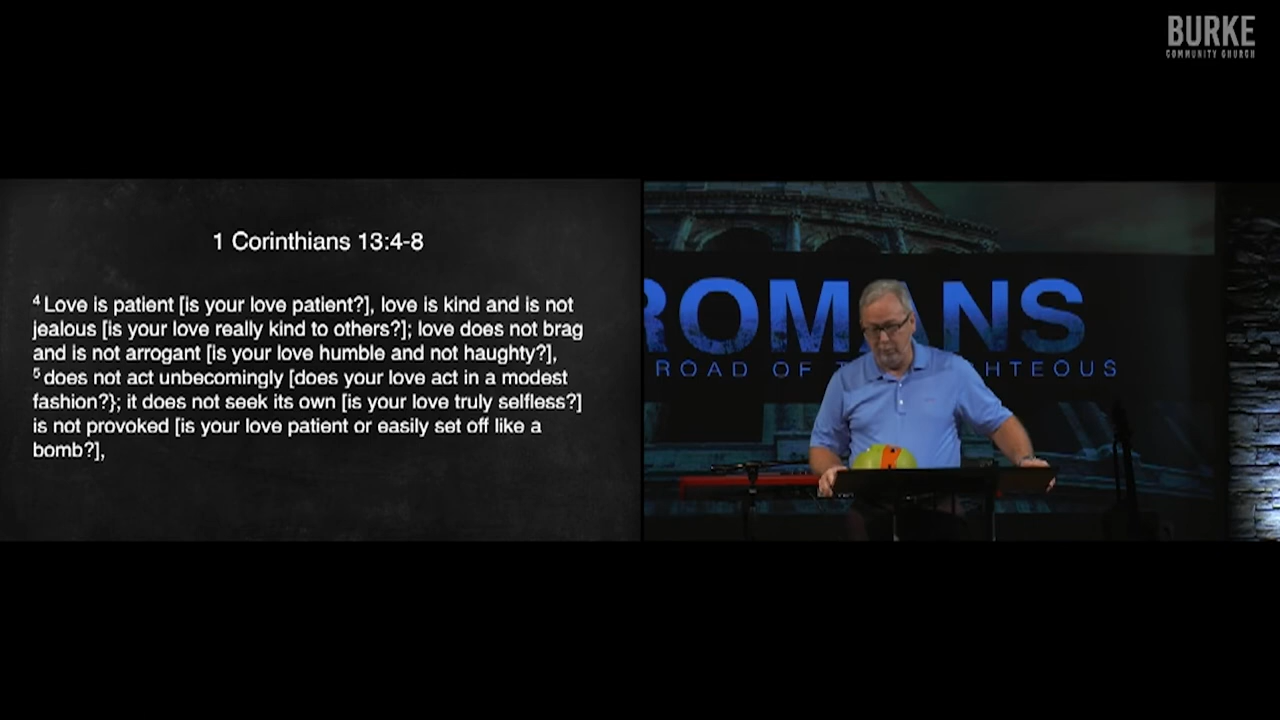 BURKE
COMMUNITY CHURCH
1 Corinthians 13:4-8
4 Love is patient [is your love patient?], love is kind and is not
jealous [is your love really kind to others?]; love does not brag
and is not arrogant [is your love humble and not haughty?],
5 does not act unbecomingly [does your love act in a modest
fashion?}; it does not seek its own [is your love truly selfless?]
is not provoked [is your love patient or easily set off like a
bomb?],
ROMANS
ROAD OF T GHTEOUS